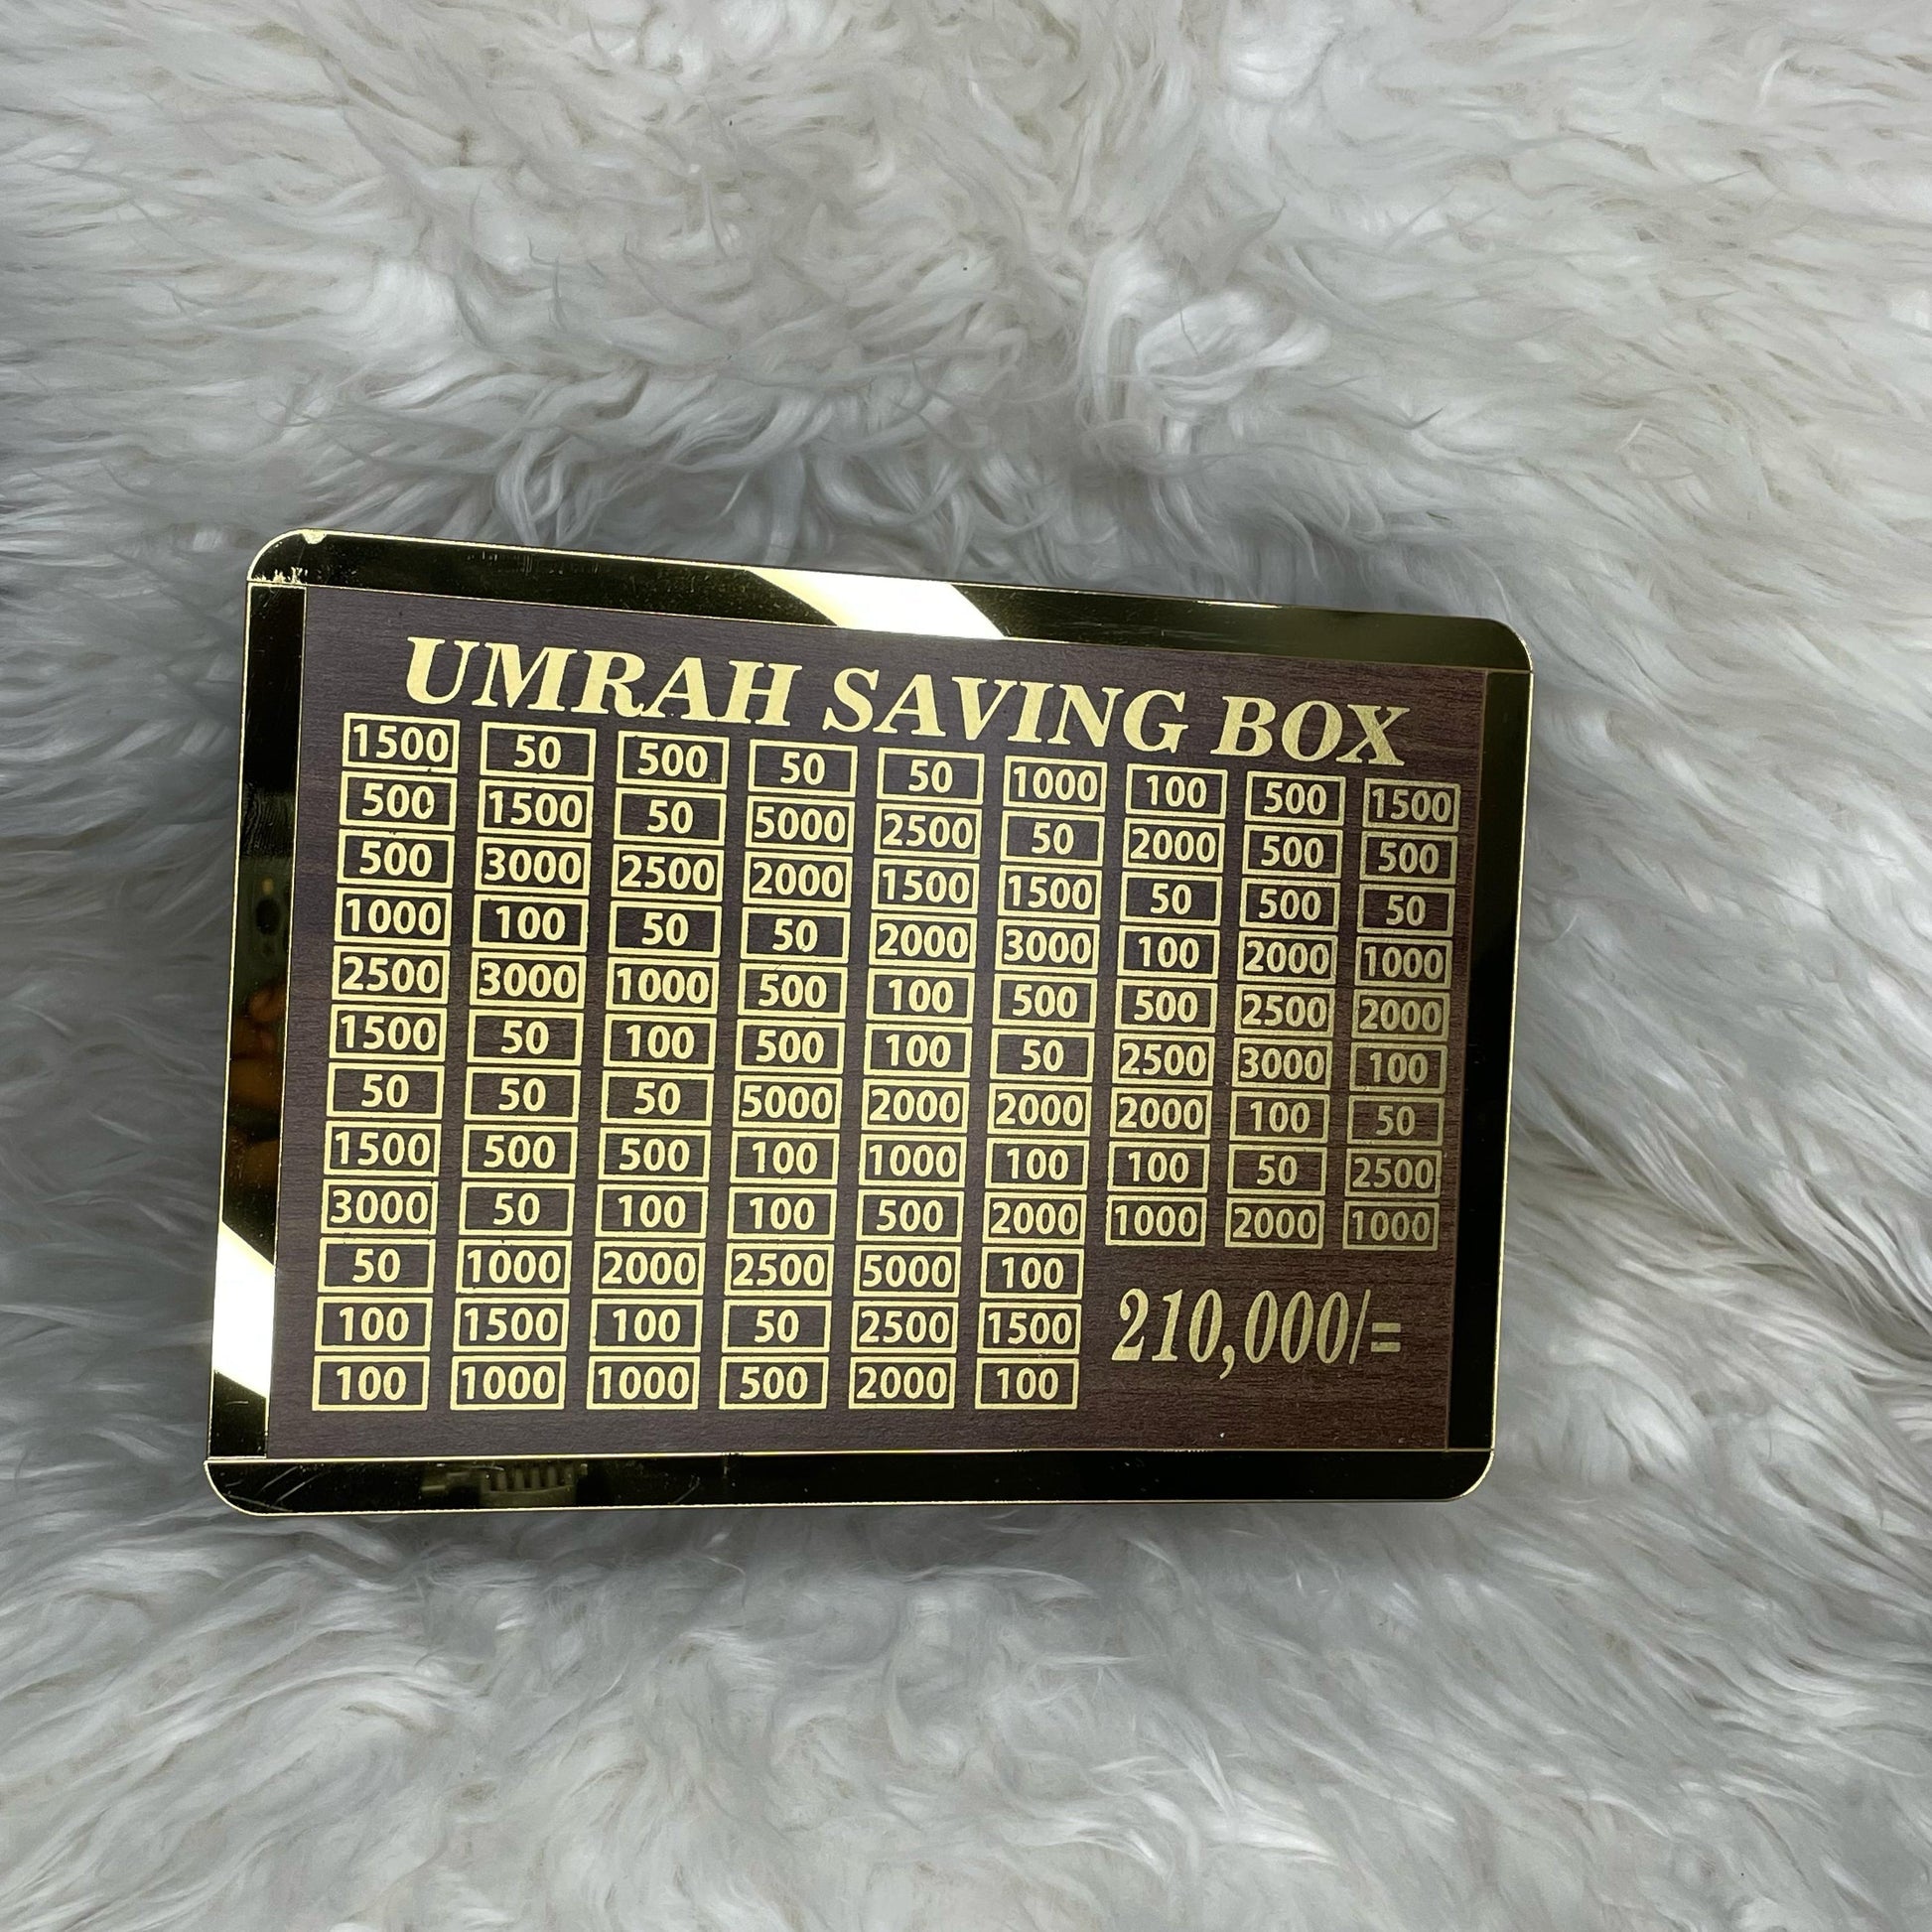 UMRAH SAVING BOX
1500 50 500 50 50 1000 100 500 1500
500 1500 50 5000 2500 50 2000 500 500
500 3000 2500 2000 1500 1500 50 500 50
1000 100 50 50 2000 3000 100 2000 1000
2500 3000 1000 500 100 500 500 2500 2000
1500 50 100 500 100 50 2500 3000 100
50 50 50 5000 2000 2000 2000 100 50
1500 500 500 100 1000 100 100 50 2500
3000 50 100 100 500 2000 1000 2000 1000
50 1000 2000 2500 5000 100
100 1500 100 50 2500 1500
100 1000 1000 500 2000 100
210,000/=